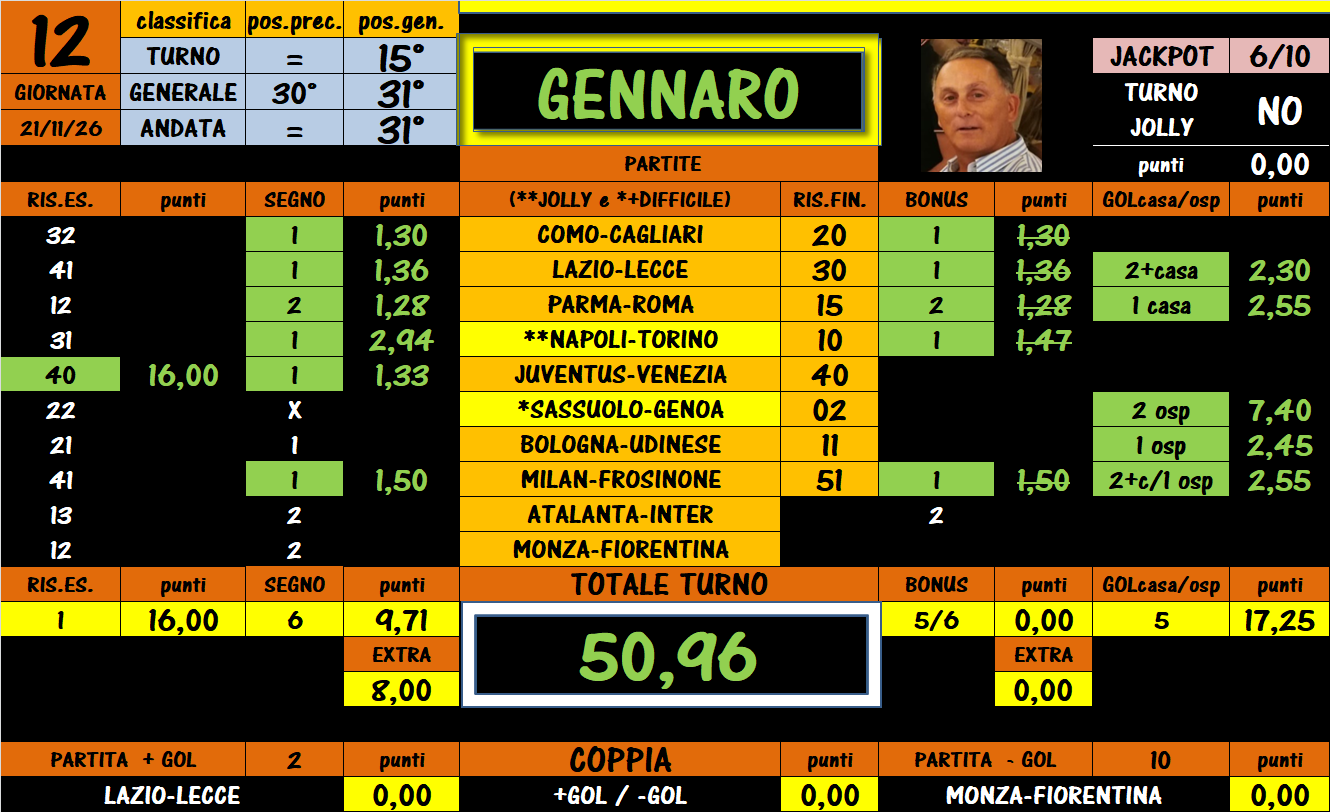 12 classifica pos.prec. pos.gen.
TURNO = 15°
GIORNATA GENERALE 30° 31°
21/11/26 ANDATA = 31°
GENNARO
JACKPOT 6/10
TURNO JOLLY NO
punti 0,00
PARTITE
RIS.ES. punti SEGNO punti (**JOLLY e *+DIFFICILE) RIS.FIN. BONUS punti GOLcasa/osp punti
32 1 1,30 COMO-CAGLIARI 20 1 1,30
41 1 1,36 LAZIO-LECCE 30 1 1,36 2+casa 2,30
12 2 1,28 PARMA-ROMA 15 2 1,28 1 casa 2,55
31 1 2,94 **NAPOLI-TORINO 10 1 1,47
40 16,00 1 1,33 JUVENTUS-VENEZIA 40
22 X *SASSUOLO-GENOA 02 2 osp 7,40
21 1 BOLOGNA-UDINESE 11 1 osp 2,45
41 1 1,50 MILAN-FROSINONE 51 1 1,50 2+c/1 osp 2,55
13 2 ATALANTA-INTER 2
12 2 MONZA-FIORENTINA
RIS.ES. punti SEGNO punti TOTALE TURNO BONUS punti GOLcasa/osp punti
1 16,00 6 9,71 50,96 5/6 0,00 5 17,25
EXTRA EXTRA
8,00 0,00
PARTITA + GOL 2 punti COPPIA punti PARTITA - GOL 10 punti
LAZIO-LECCE 0,00 +GOL / -GOL 0,00 MONZA-FIORENTINA 0,00